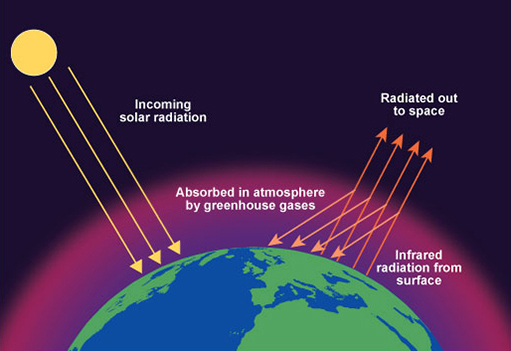 Incoming
solar radiation
Radiated out
to space
Absorbed in atmosphere
by greenhouse gases
Infrared
radiation from
surface